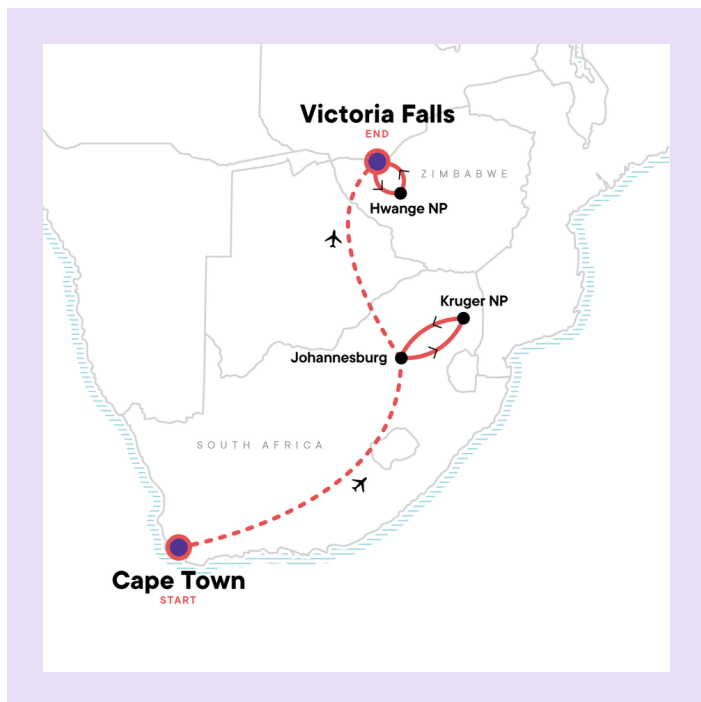 Victoria Falls
END
ZIMBABWE
Hwange NP
Kruger NP
Johannesburg
SOUTH AFRICA
Cape Town
START